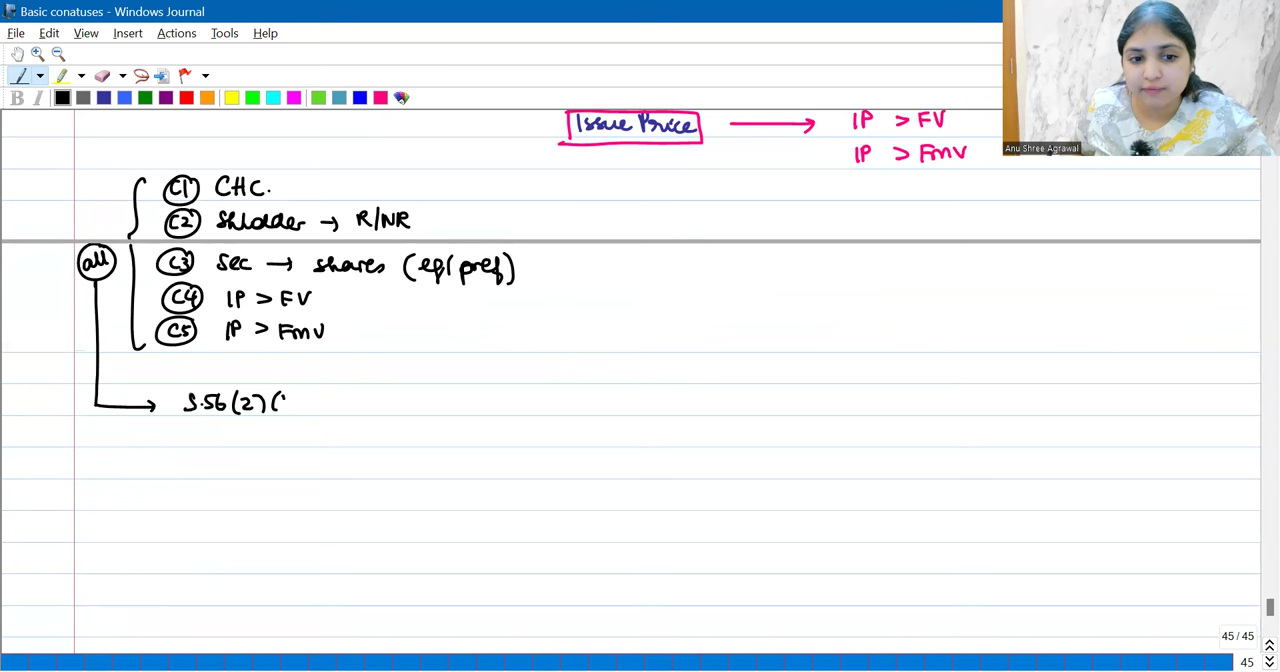 Basic conatuses - Windows Journal
File Edit View Insert Actions Tools Help
B I
Issue Price → IP > FV
IP > FMV
Anu Shree Agrawal
C1 CHC.
C2 Shholder → R/NR
all
C3 Sec → shares (eq/pref)
C4 IP > FV
C5 IP > FMV
→ S.56(2)(
45 / 45
45